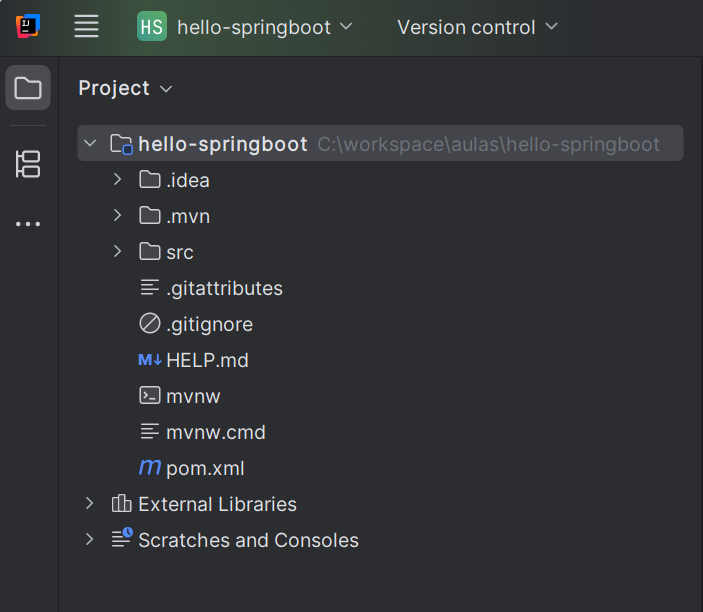 HS hello-springboot Version control
Project
hello-springboot C:\workspace\aulas\hello-springboot
.idea
.mvn
src
.gitattributes
.gitignore
M↓ HELP.md
mvnw
mvnw.cmd
m pom.xml
External Libraries
Scratches and Consoles